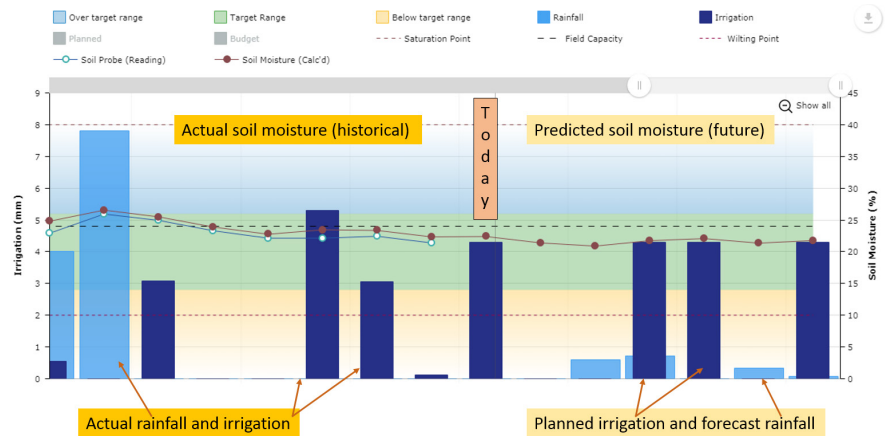 Over target range
Target Range
Below target range
Rainfall
Irrigation
Planned
Budget
Saturation Point
Field Capacity
Wilting Point
Soil Probe (Reading)
Soil Moisture (Calc'd)
Show all
Actual soil moisture (historical)
Today
Predicted soil moisture (future)
Irrigation (mm)
9
8
7
6
5
4
3
2
1
0
45
40
35
30
25
20
15
10
5
0
Soil Moisture (%)
Actual rainfall and irrigation
Planned irrigation and forecast rainfall